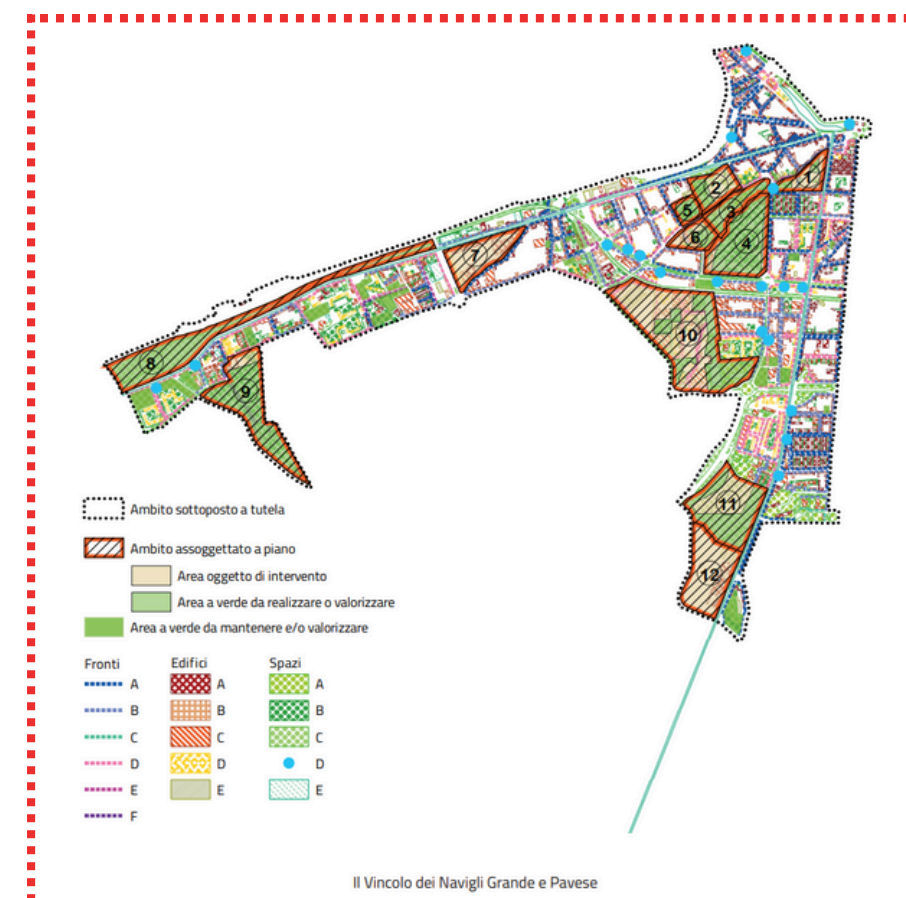 1
2
3
5
6
4
7
10
8
9
11
12
Ambito sottoposto a tutela
Ambito assoggettato a piano
Area oggetto di intervento
Area a verde da realizzare o valorizzare
Area a verde da mantenere e/o valorizzare
Fronti Edifici Spazi
A A A
B B B
C C C
D D D
E E E
F
Il Vincolo dei Navigli Grande e Pavese